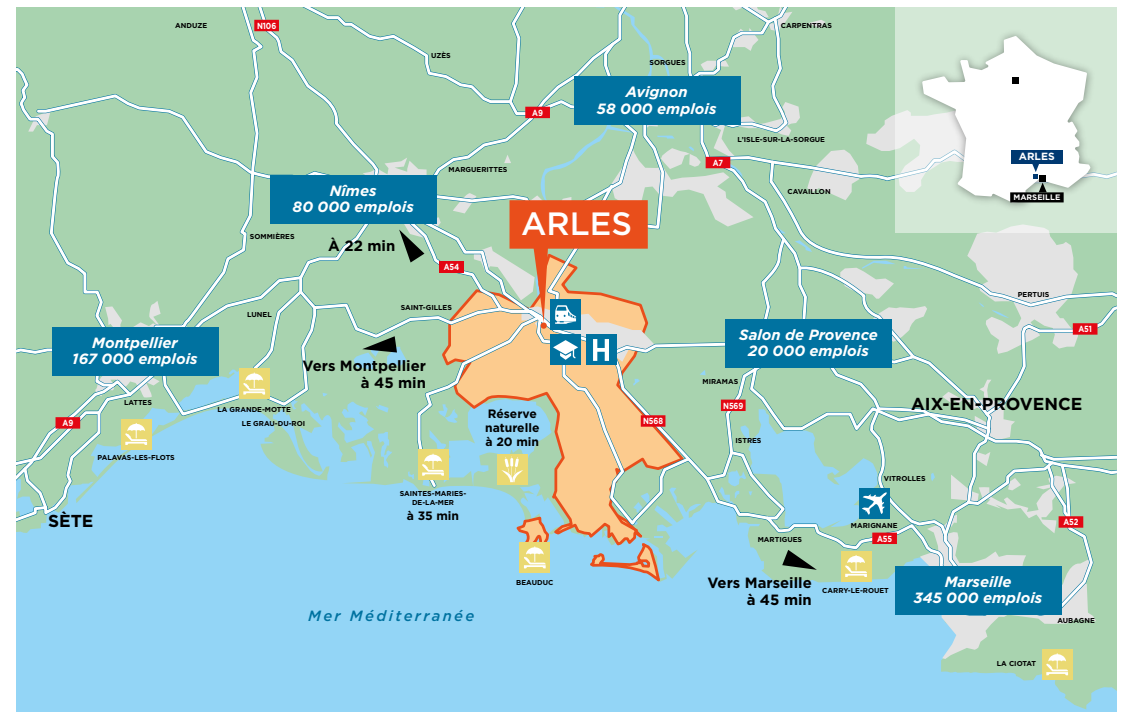 ANDUZE
N106
CARPENTRAS
UZÈS
SORGUES
Avignon
58 000 emplois
A9
L'ISLE-SUR-LA-SORGUE
A7
MARGUERITTES
CAVAILLON
ARLES
MARSEILLE
Nîmes
80 000 emplois
À 22 min
SOMMIÈRES
ARLES
A54
SAINT-GILLES
LUNEL
PERTUIS
A51
Montpellier
167 000 emplois
Vers Montpellier
à 45 min
H
Salon de Provence
20 000 emplois
MIRAMAS
LATTES
LA GRANDE-MOTTE
LE GRAU-DU-ROI
A9
PALAVAS-LES-FLOTS
Réserve
naturelle
à 20 min
N568
N569
AIX-EN-PROVENCE
ISTRES
VITROLLES
SAINTES-MARIES-
DE-LA-MER
à 35 min
SÈTE
MARIGNANE
A52
MARTIGUES
A55
BEAUDUC
Vers Marseille
à 45 min
CARRY-LE-ROUET
Marseille
345 000 emplois
Mer Méditerranée
AUBAGNE
LA CIOTAT